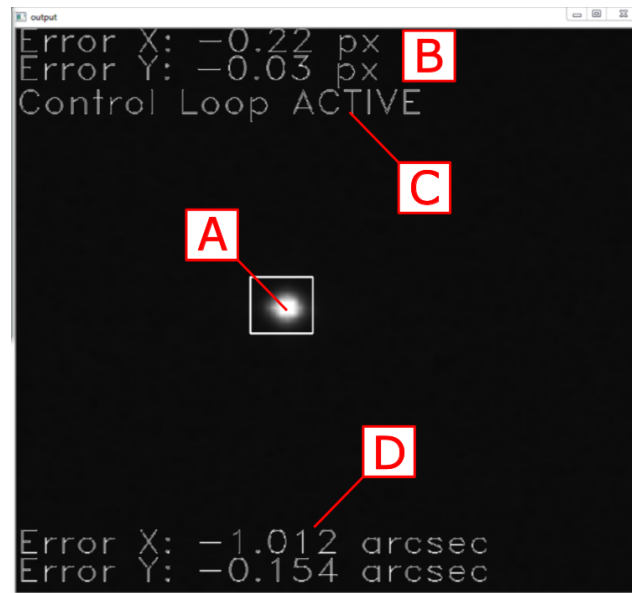 output
Error X: -0.22 px
Error Y: -0.03 px
B
Control Loop ACTIVE
C
A
D
Error X: -1.012 arcsec
Error Y: -0.154 arcsec